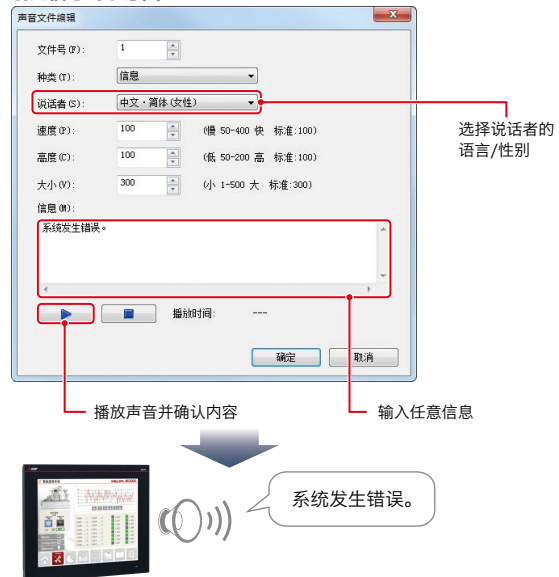 声音文件编辑
文件号(F): 1
种类(T): 信息
说话者(S): 中文·简体(女性)
选择说话者的
语言/性别
速度(P): 100 (慢 50-400 快 标准:100)
高度(C): 100 (低 50-200 高 标准:100)
大小(V): 300 (小 1-500 大 标准:300)
信息(M):
系统发生错误。
播放时间: ---
确定 取消
播放声音并确认内容
输入任意信息
系统发生错误。